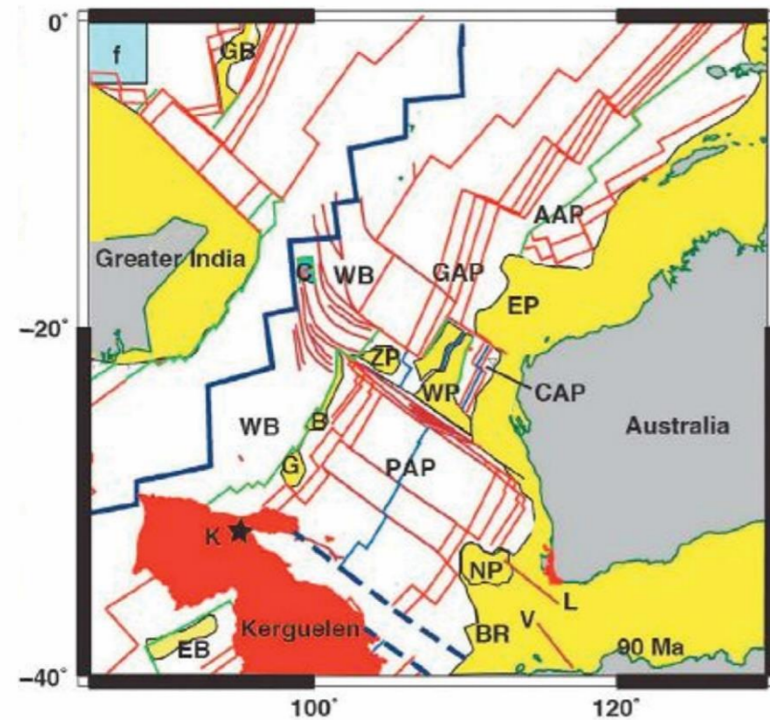 0°
f
GB
AAP
Greater India
C
WB
GAP
EP
−20°
ZP
WP
CAP
B
WB
Australia
G
PAP
K
NP
L
V
Kerguelen
BR
EB
90 Ma
−40°
100°
120°